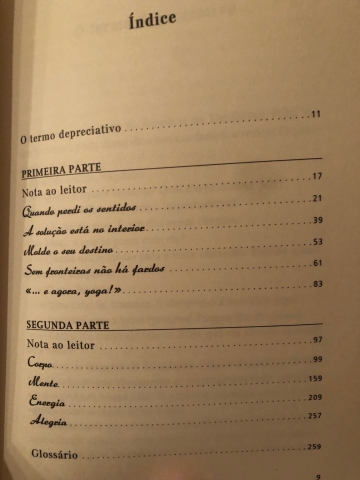 Índice
O termo depreciativo 11
PRIMEIRA PARTE
Nota ao leitor 17
Quando perdi os sentidos 21
A solução está no interior 39
Molde o seu destino 53
Sem fronteiras não há fardos 61
«... e agora, yoga!» 83
SEGUNDA PARTE
Nota ao leitor 97
Corpo 99
Mente 159
Energia 209
Alegria 257
Glossário 259
9